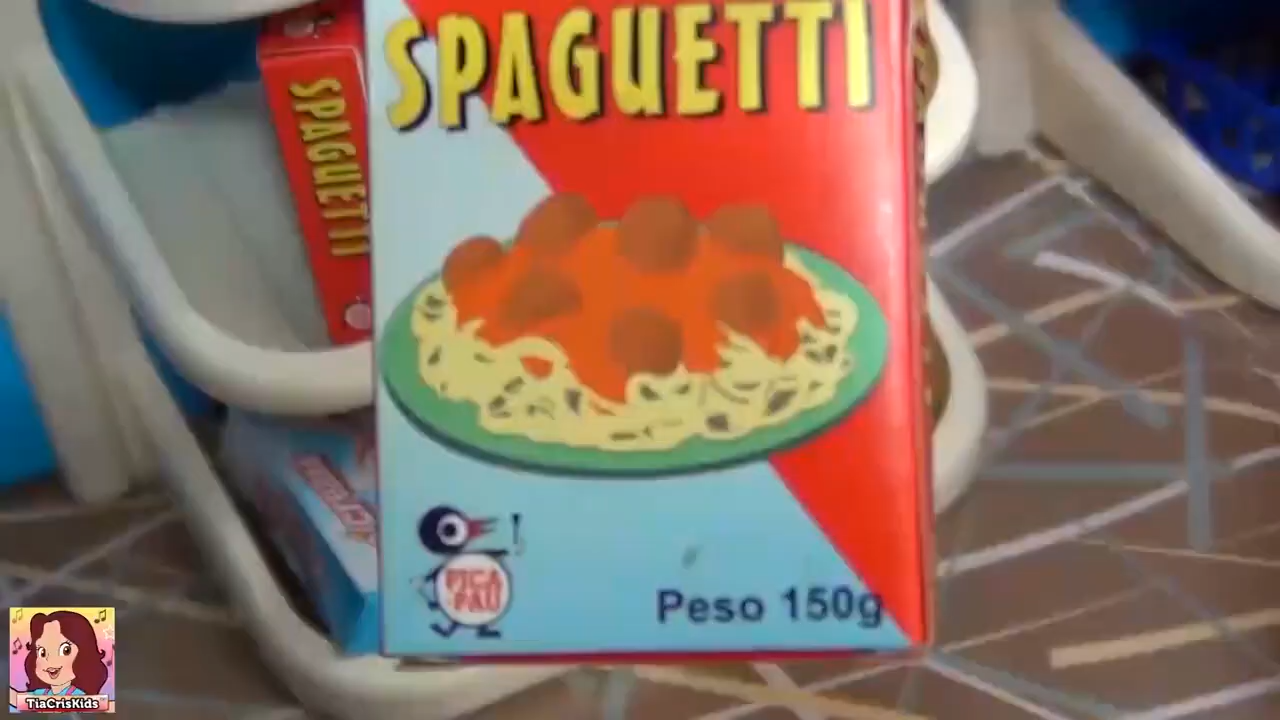 SPAGUETTI
SPAGUETTI
PICA
PAU
Peso 150g
TiaCrisKids